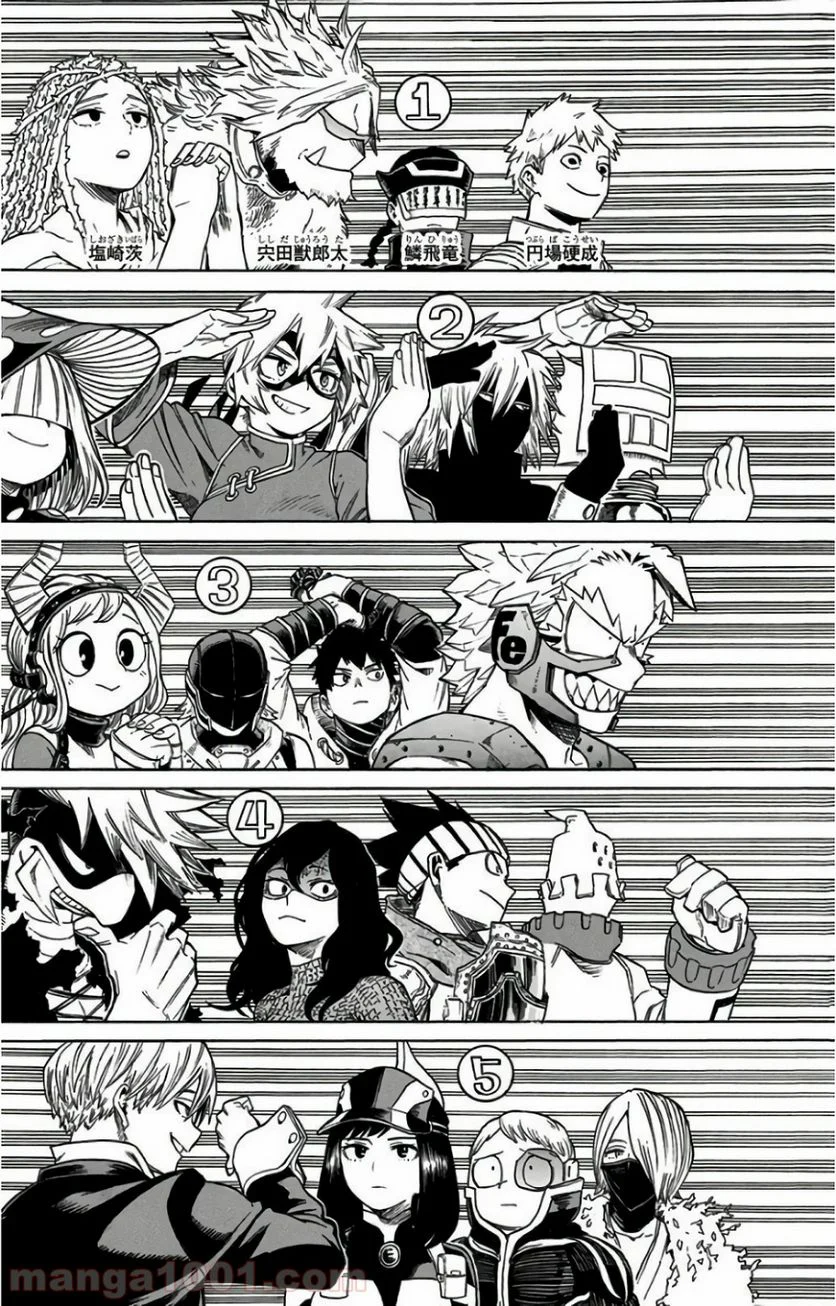 ①
しおざき いばら
塩崎茨
ししだ じゅうろうた
宍田獣郎太
りんひりゅう
鱗飛竜
つぶらばこうせい
円場硬成
②
③
Fe
④
⑤
E
manga1001.com